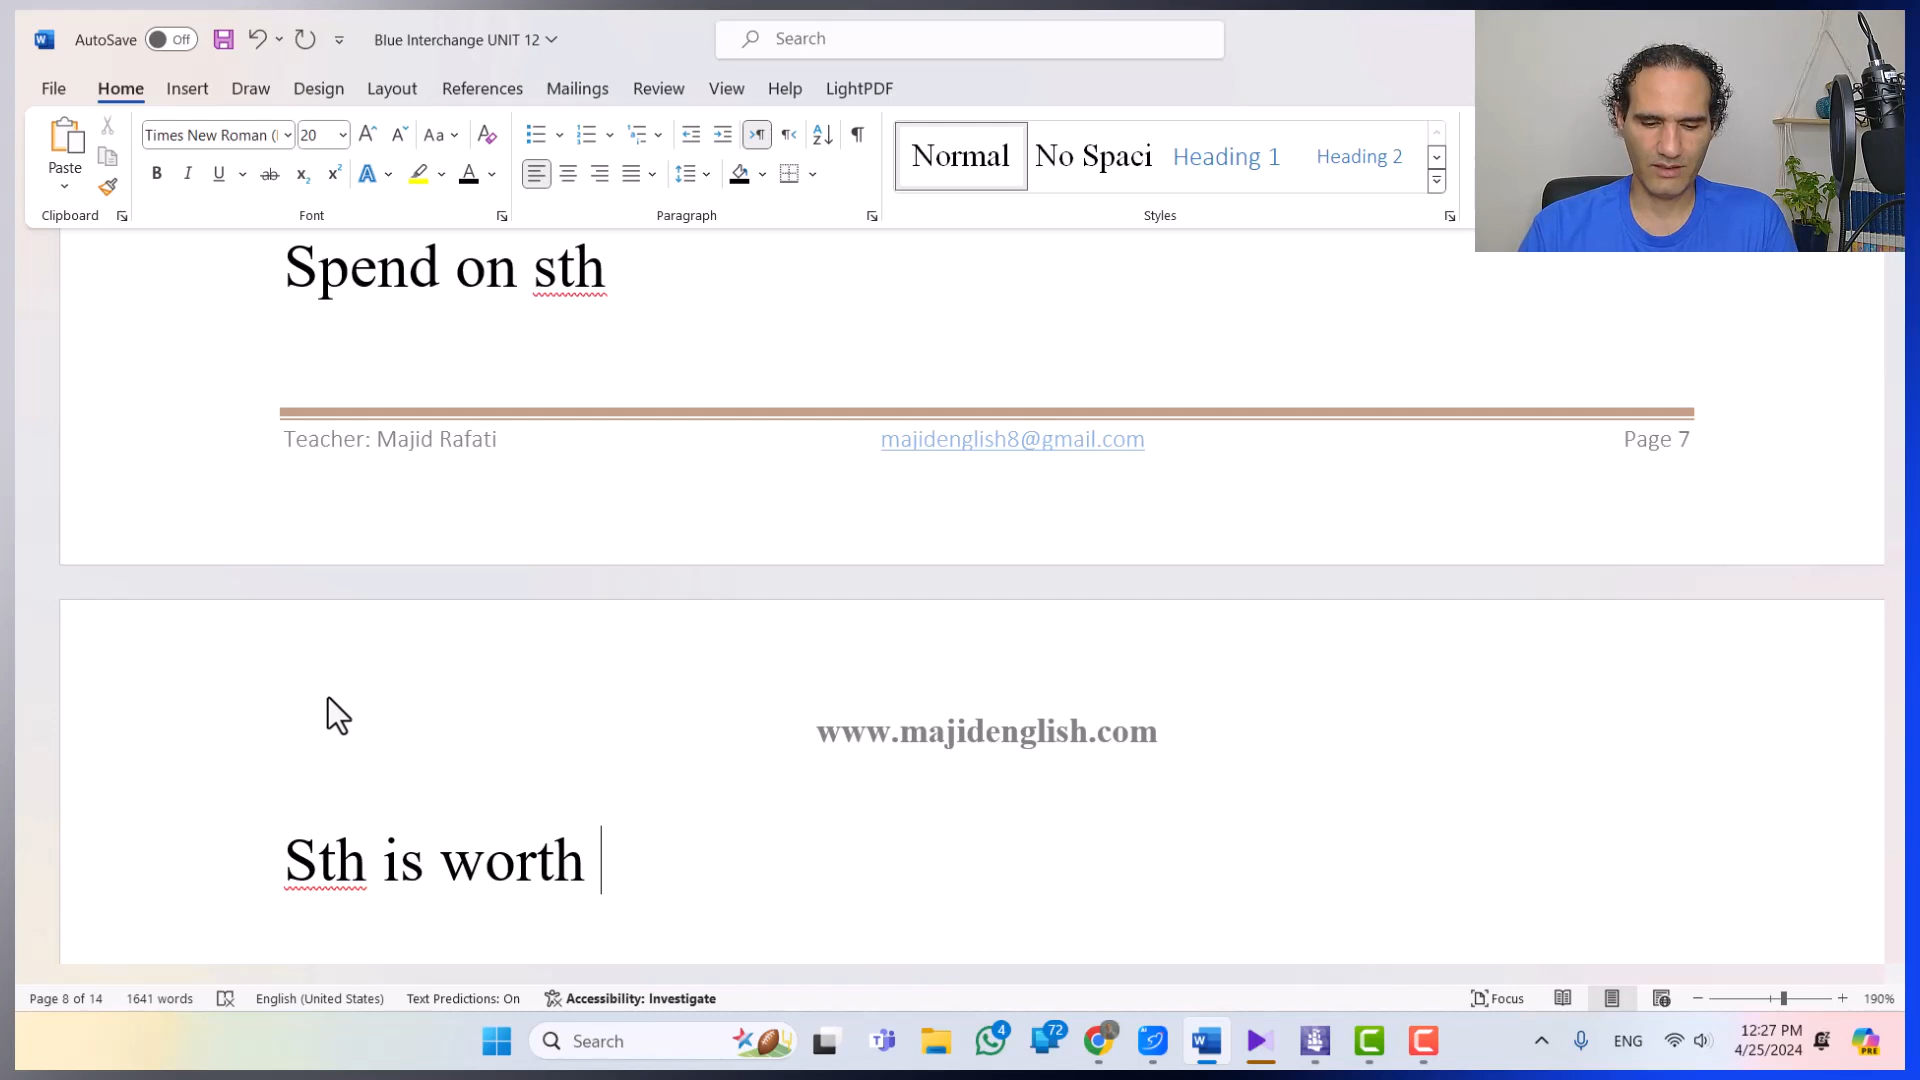 AutoSave Off Blue Interchange UNIT 12 Search
File Home Insert Draw Design Layout References Mailings Review View Help LightPDF
Times New Roman ( 20 Aa
Paste
Normal No Spaci Heading 1 Heading 2
Clipboard Font Paragraph Styles
Spend on sth
Teacher: Majid Rafati majidenglish8@gmail.com Page 7
www.majidenglish.com
Sth is worth
Page 8 of 14 1641 words English (United States) Text Predictions: On Accessibility: Investigate Focus 190%
Search 4 72 ENG 12:27 PM
4/25/2024
PRE